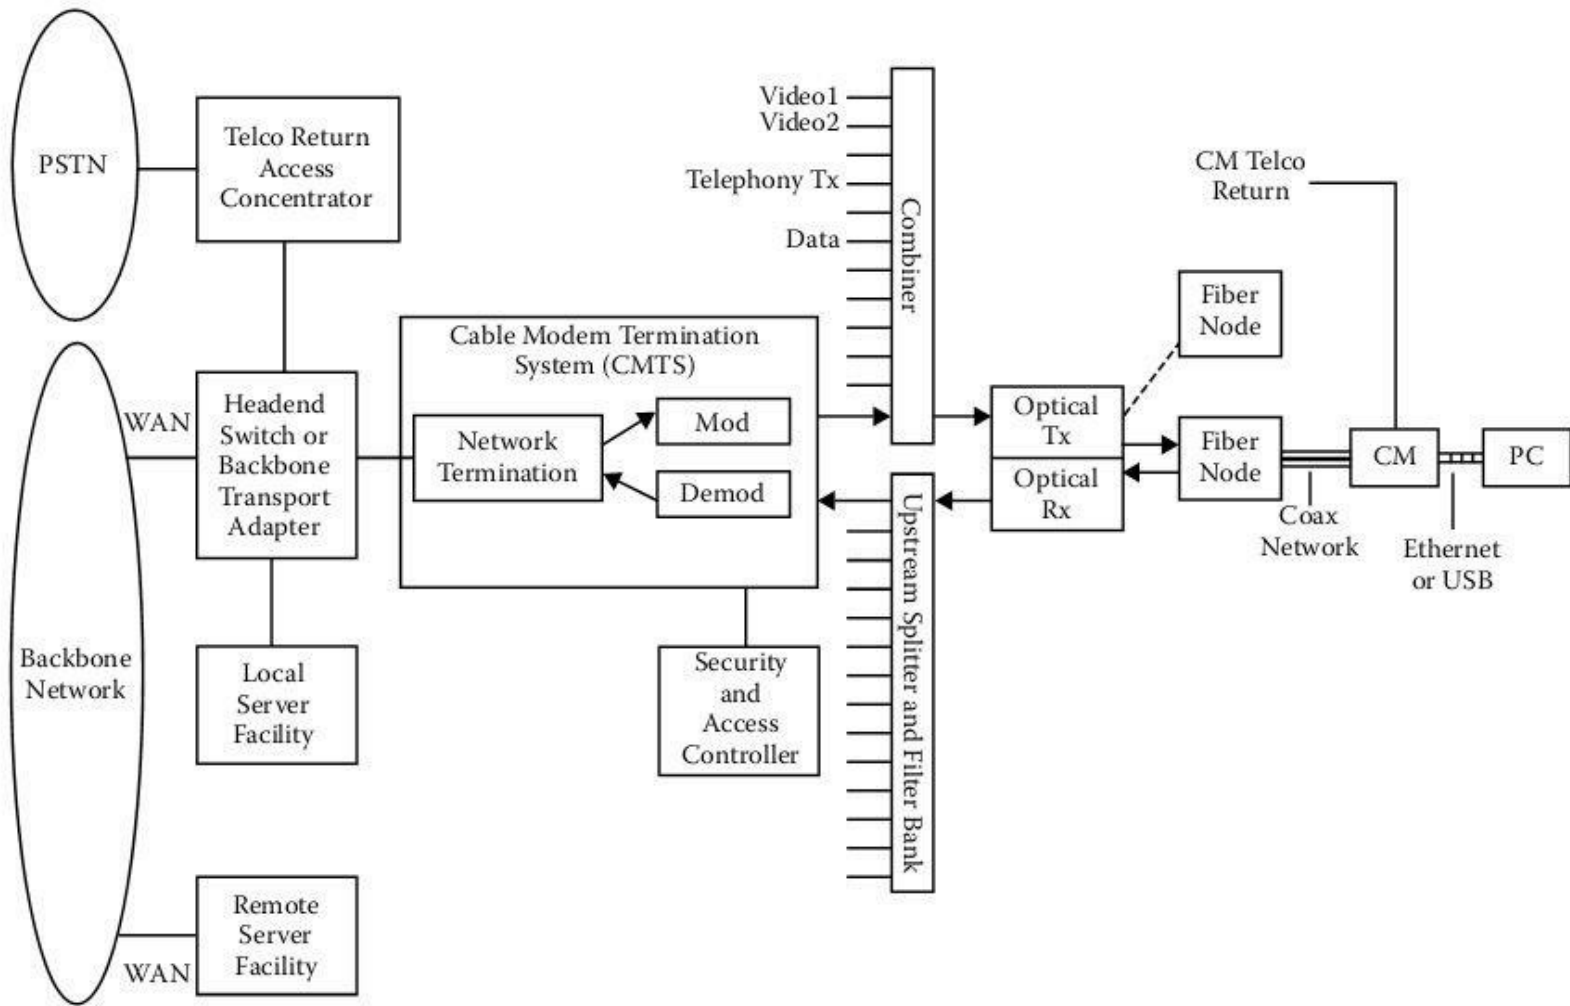 PSTN
Telco Return
Access
Concentrator
Video1
Video2
Telephony Tx
Data
Combiner
CM Telco
Return
Fiber
Node
Cable Modem Termination
System (CMTS)
Mod
Network
Termination
Demod
WAN
Headend
Switch or
Backbone
Transport
Adapter
Optical
Tx
Optical
Rx
Fiber
Node
CM
PC
Coax
Network
Ethernet
or USB
Upstream Splitter and Filter Bank
Backbone
Network
Local
Server
Facility
Security
and
Access
Controller
Remote
Server
Facility
WAN